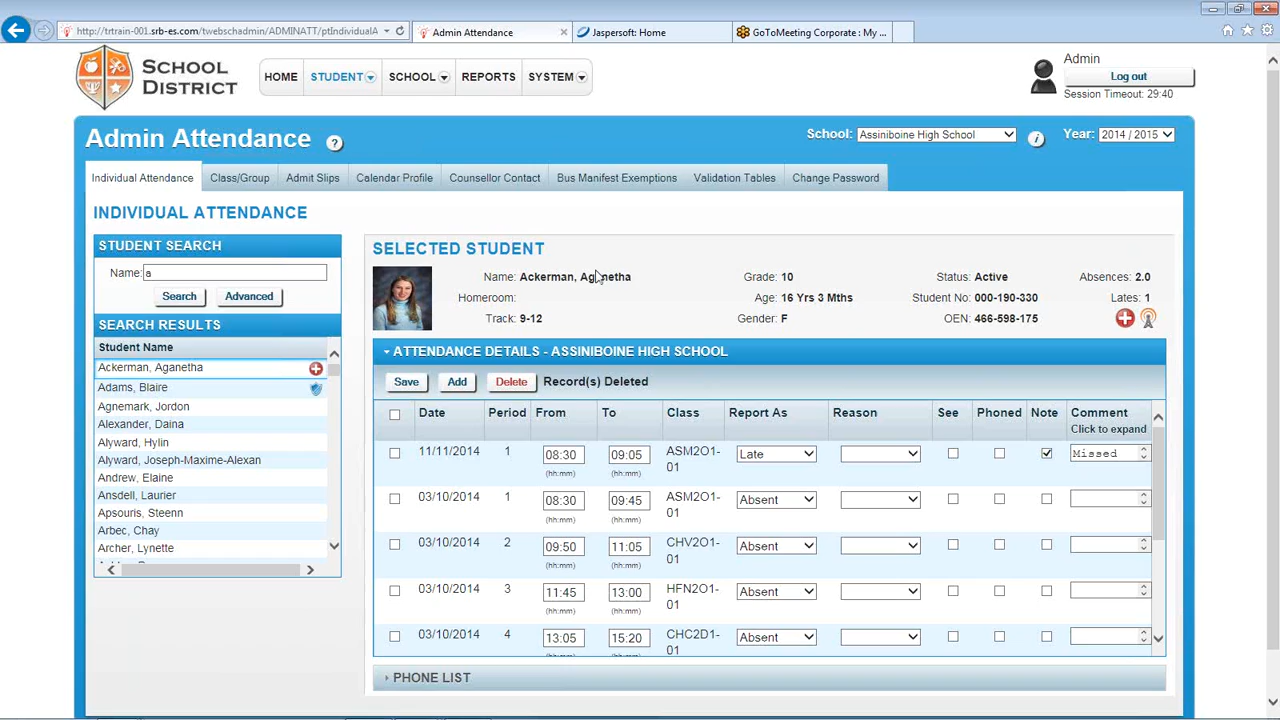 http://trtrain-001.srb-es.com/twebschadmin/ADMINATT/ptIndividualA
Admin Attendance
Jaspersoft: Home
GoToMeeting Corporate : My ...
SCHOOL
DISTRICT
HOME STUDENT SCHOOL REPORTS SYSTEM
Admin
Log out
Session Timeout: 29:40
Admin Attendance ?
School: Assiniboine High School i Year: 2014 / 2015
Individual Attendance Class/Group Admit Slips Calendar Profile Counsellor Contact Bus Manifest Exemptions Validation Tables Change Password
INDIVIDUAL ATTENDANCE
STUDENT SEARCH
Name: a
Search Advanced
SEARCH RESULTS
Student Name
Ackerman, Aganetha
Adams, Blaire
Agnemark, Jordon
Alexander, Daina
Alyward, Hylin
Alyward, Joseph-Maxime-Alexan
Andrew, Elaine
Ansdell, Laurier
Apsouris, Steenn
Arbec, Chay
Archer, Lynette
SELECTED STUDENT
Name: Ackerman, Aganetha Grade: 10 Status: Active Absences: 2.0
Homeroom: Age: 16 Yrs 3 Mths Student No: 000-190-330 Lates: 1
Track: 9-12 Gender: F OEN: 466-598-175
ATTENDANCE DETAILS - ASSINIBOINE HIGH SCHOOL
Save Add Delete Record(s) Deleted
Date Period From To Class Report As Reason See Phoned Note Comment
Click to expand
11/11/2014 1 08:30 09:05 ASM2O1- Late Missed
(hh:mm) (hh:mm) 01
03/10/2014 1 08:30 09:45 ASM2O1- Absent
(hh:mm) (hh:mm) 01
03/10/2014 2 09:50 11:05 CHV2O1- Absent
(hh:mm) (hh:mm) 01
03/10/2014 3 11:45 13:00 HFN2O1- Absent
(hh:mm) (hh:mm) 01
03/10/2014 4 13:05 15:20 CHC2D1- Absent
01
PHONE LIST